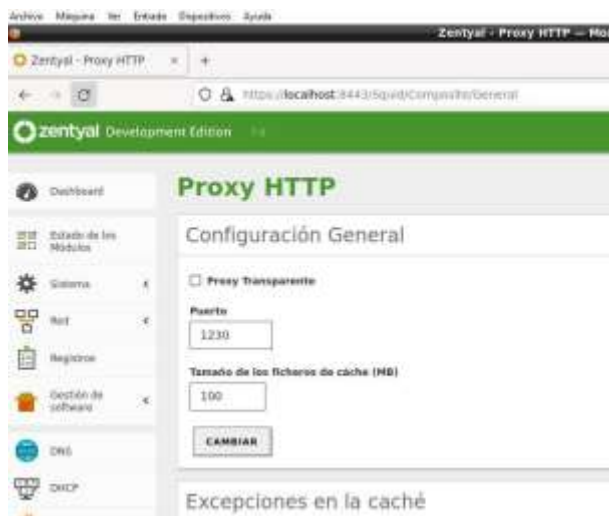 Archivo Máquina Ver Entrada Dispositivos Ayuda
Zentyal - Proxy HTTP — Mo
Zentyal - Proxy HTTP × +
https://localhost:8443/Squid/Composite/General
zentyal Development Edition
Dashboard
Estado de los
Módulos
Sistema
Red
Registros
Gestión de
software
DNS
DHCP
Proxy HTTP
Configuración General
Proxy Transparente
Puerto
1230
Tamaño de los ficheros de cache (MB)
100
CAMBIAR
Excepciones en la caché